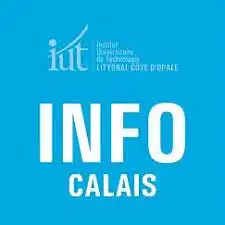 iut
Institut
Universitaire
de Technologie
LITTORAL CÔTE D'OPALE
INFO
CALAIS